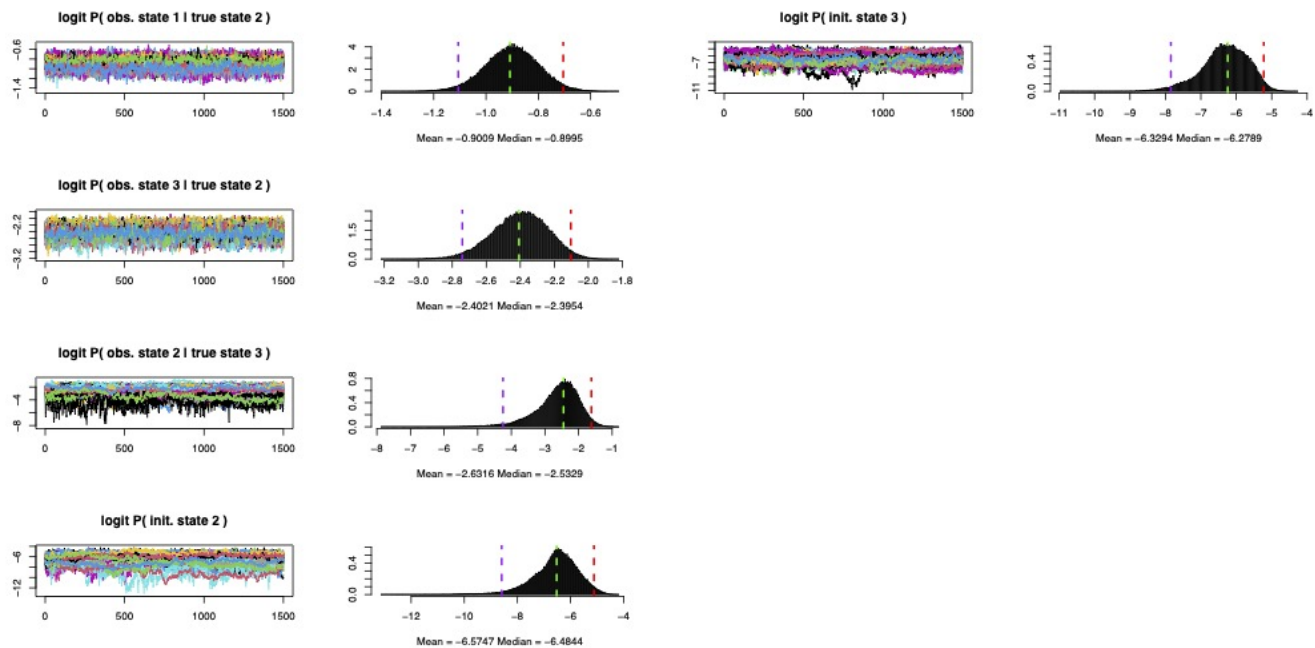 logit P( obs. state 1 | true state 2 )
-0.6
-1.4
0 500 1000 1500
4
2
0
-1.4 -1.2 -1.0 -0.8 -0.6
Mean = -0.9009 Median = -0.8995
logit P( init. state 3 )
-7
-11
0 500 1000 1500
0.4
0.0
-11 -10 -9 -8 -7 -6 -5 -4
Mean = -6.3294 Median = -6.2789
logit P( obs. state 3 | true state 2 )
-2.2
-3.2
0 500 1000 1500
1.5
0.0
-3.2 -3.0 -2.8 -2.6 -2.4 -2.2 -2.0 -1.8
Mean = -2.4021 Median = -2.3954
logit P( obs. state 2 | true state 3 )
-4
-8
0 500 1000 1500
0.8
0.4
0.0
-8 -7 -6 -5 -4 -3 -2 -1
Mean = -2.6316 Median = -2.5329
logit P( init. state 2 )
-6
-12
0 500 1000 1500
0.4
0.0
-12 -10 -8 -6 -4
Mean = -6.5747 Median = -6.4844